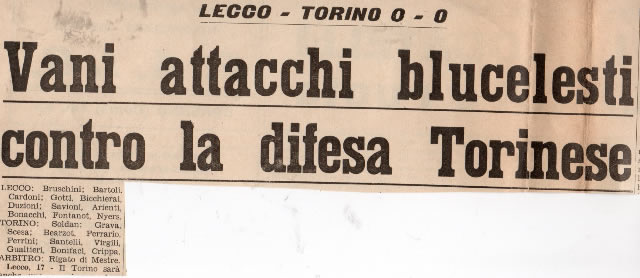 LECCO - TORINO 0 - 0
Vani attacchi blucelesti
contro la difesa Torinese
LECCO: Bruschini; Bartoli,
Cardoni; Gotti, Bicchierai,
Duzioni; Savioni, Arienti,
Bonacchi, Fontanot, Nyers,
TORINO: Soldan; Grava,
Scesa; Bearzot, Ferrario,
Ferrini; Santelli, Virgili,
Gualtieri, Bonifaci, Crippa.
ARBITRO: Rigato di Mestre.
Lecco, 17 - Il Torino sarà